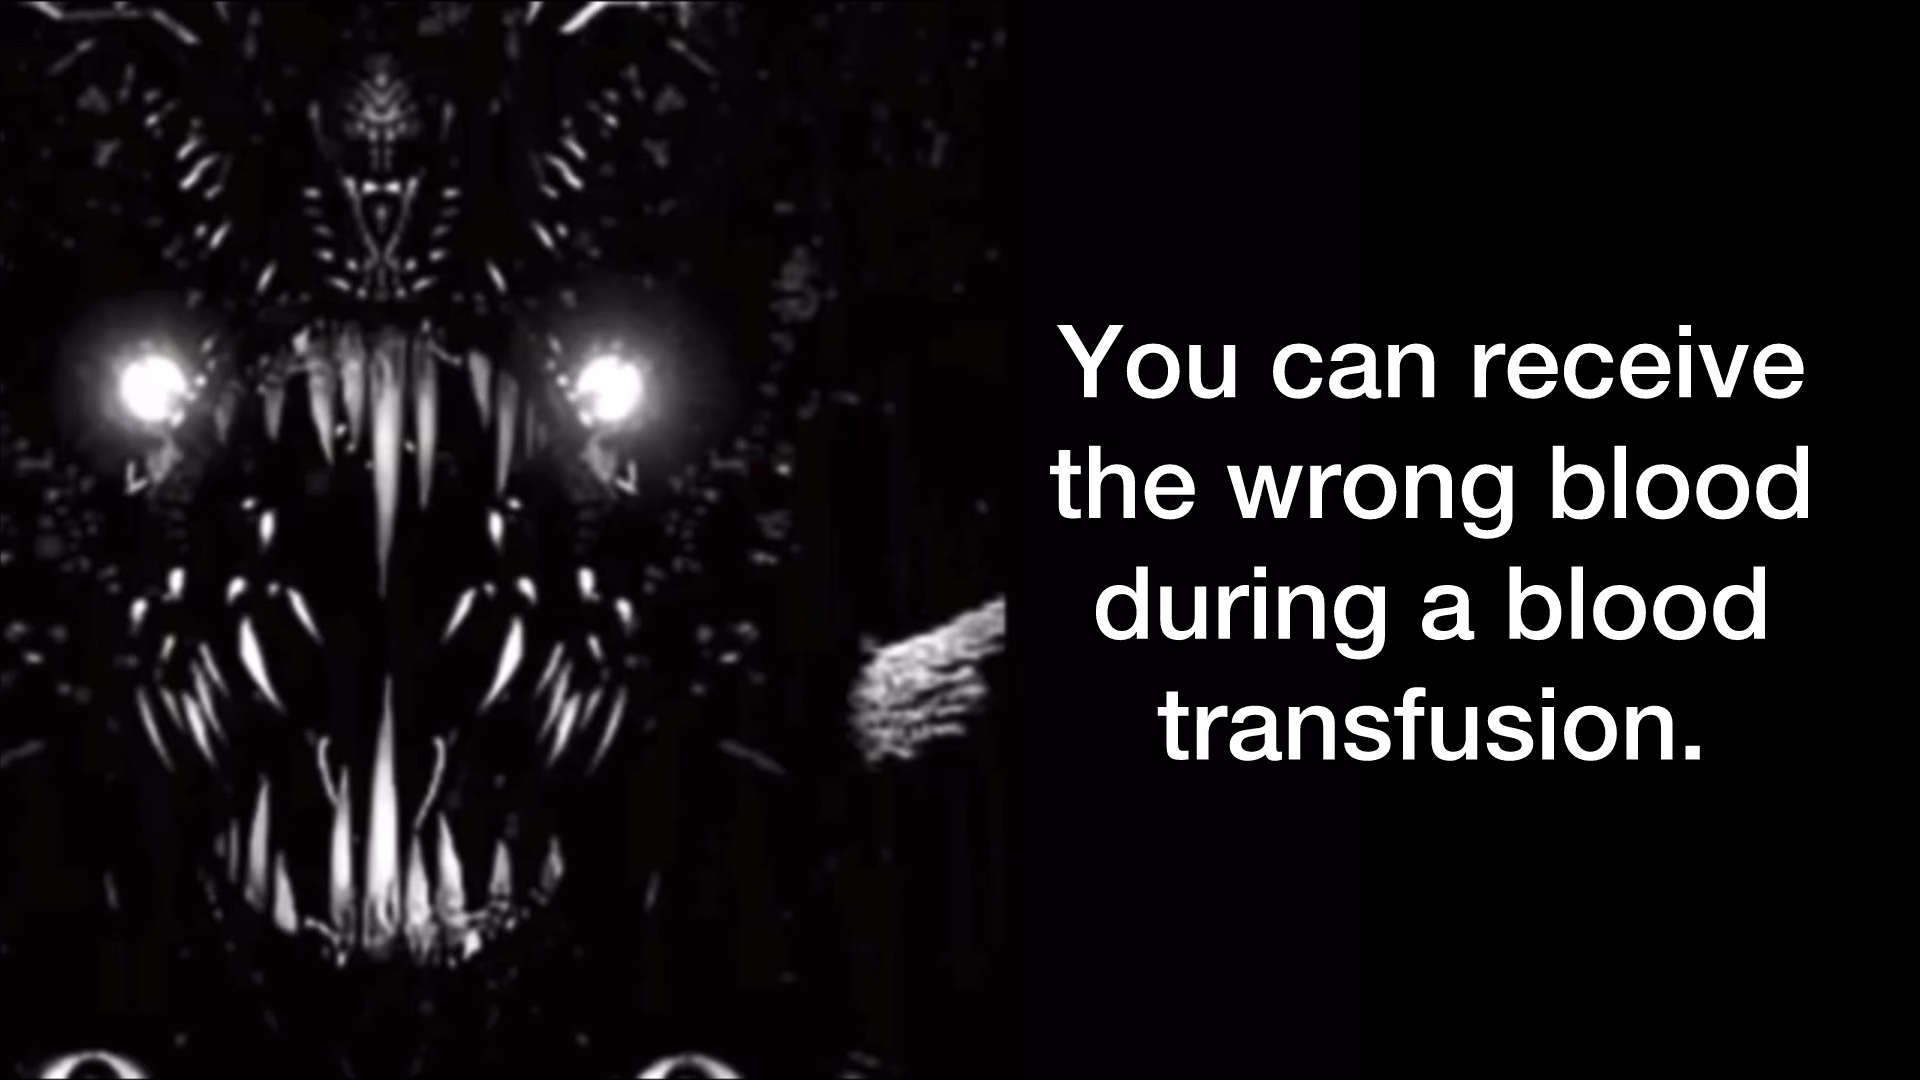 You can receive
the wrong blood
during a blood
transfusion.